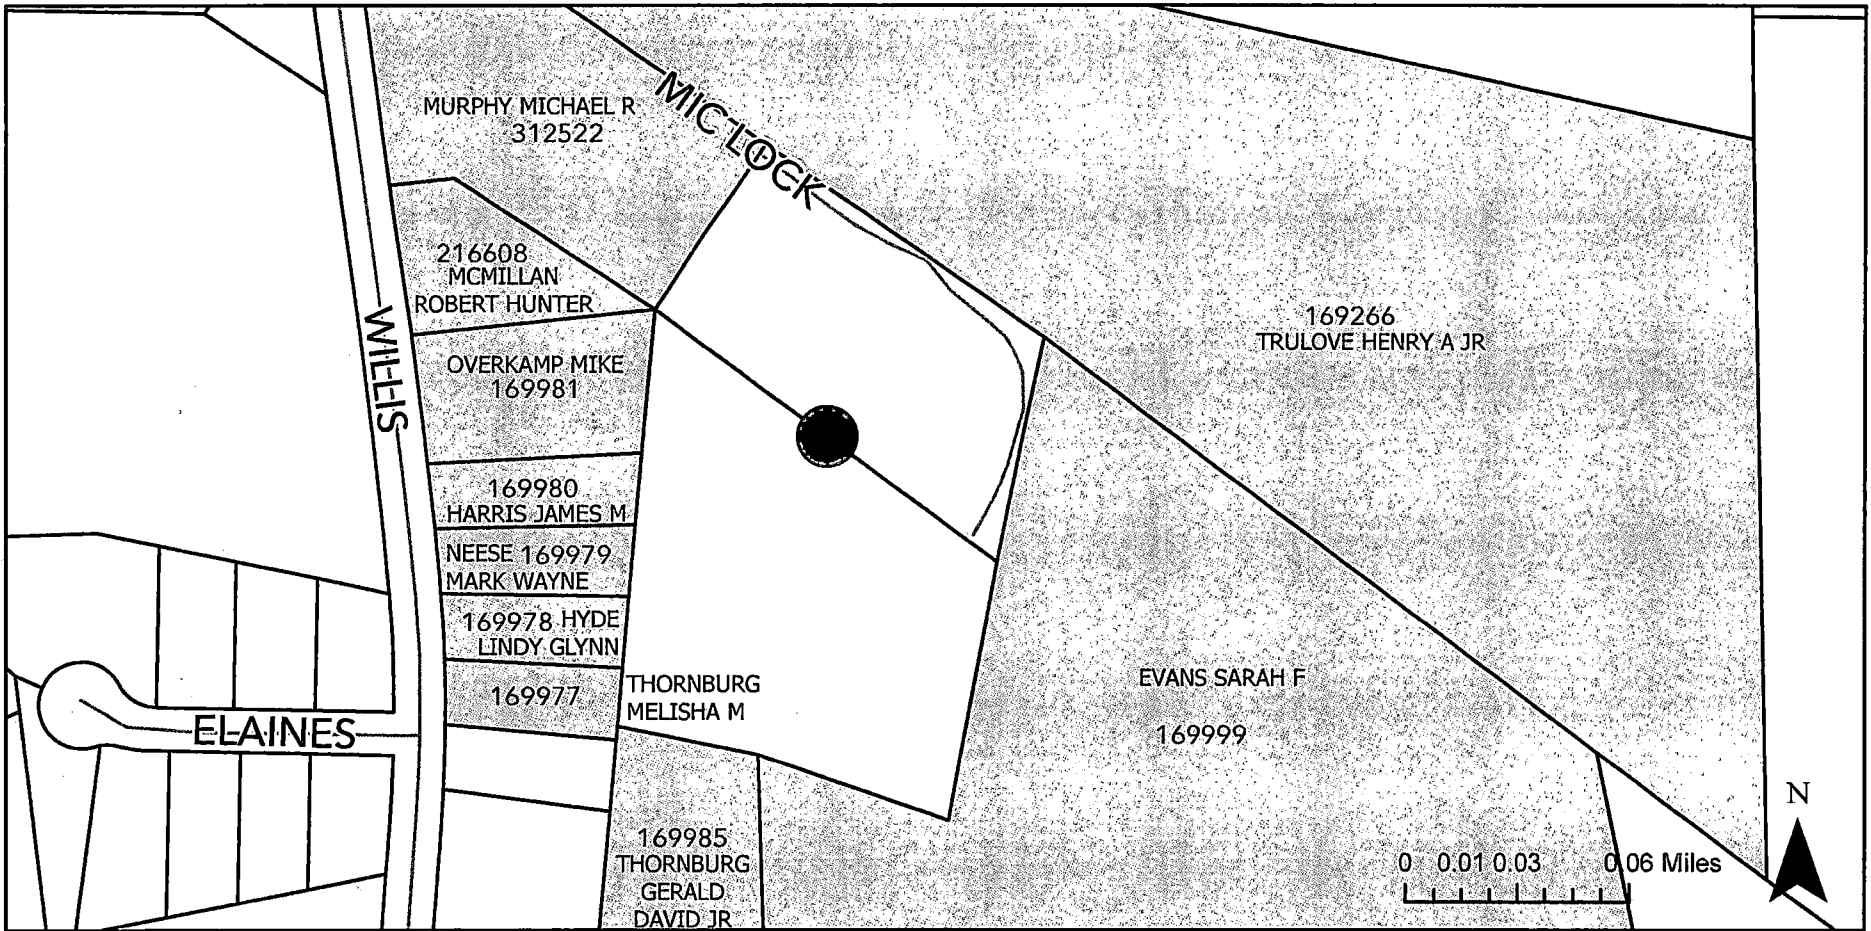 MURPHY MICHAEL R
312522
MIC LOCK
216608
MCMILLAN
ROBERT HUNTER
WILLIS
OVERKAMP MIKE
169981
169266
TRULOVE HENRY A JR
169980
HARRIS JAMES M
NEESE 169979
MARK WAYNE
169978 HYDE
LINDY GLYNN
169977
THORNBURG
MELISHA M
EVANS SARAH F
169999
ELAINES
169985
THORNBURG
GERALD
DAVID JR
N
0 0.01 0.03 0.06 Miles